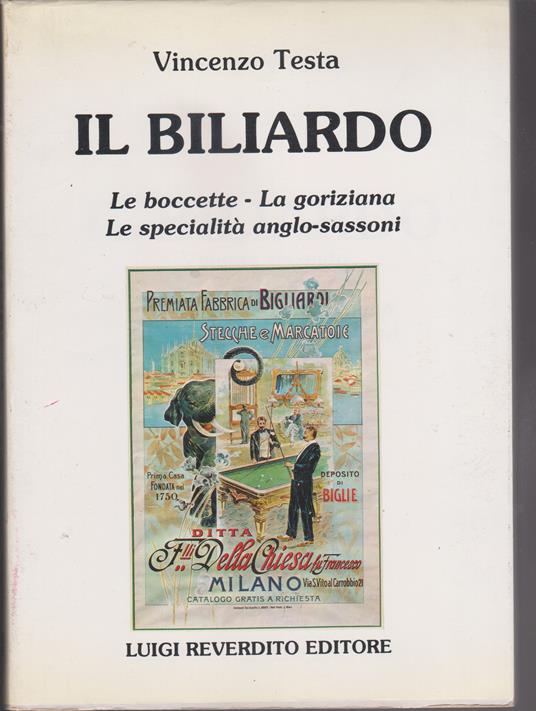 Vincenzo Testa
IL BILIARDO
Le boccette - La goriziana
Le specialità anglo-sassoni
PREMIATA FABBRICA DI BIGLIARDI
STECCHE e MARCATOIE
Prima Casa
FONDATA nel
1750
DEPOSITO
DI
BIGLIE
DITTA
F.lli Della Chiesa fu Francesco
MILANO Via S. Vito al Carrobbio 21
CATALOGO GRATIS A RICHIESTA
LUIGI REVERDITO EDITORE